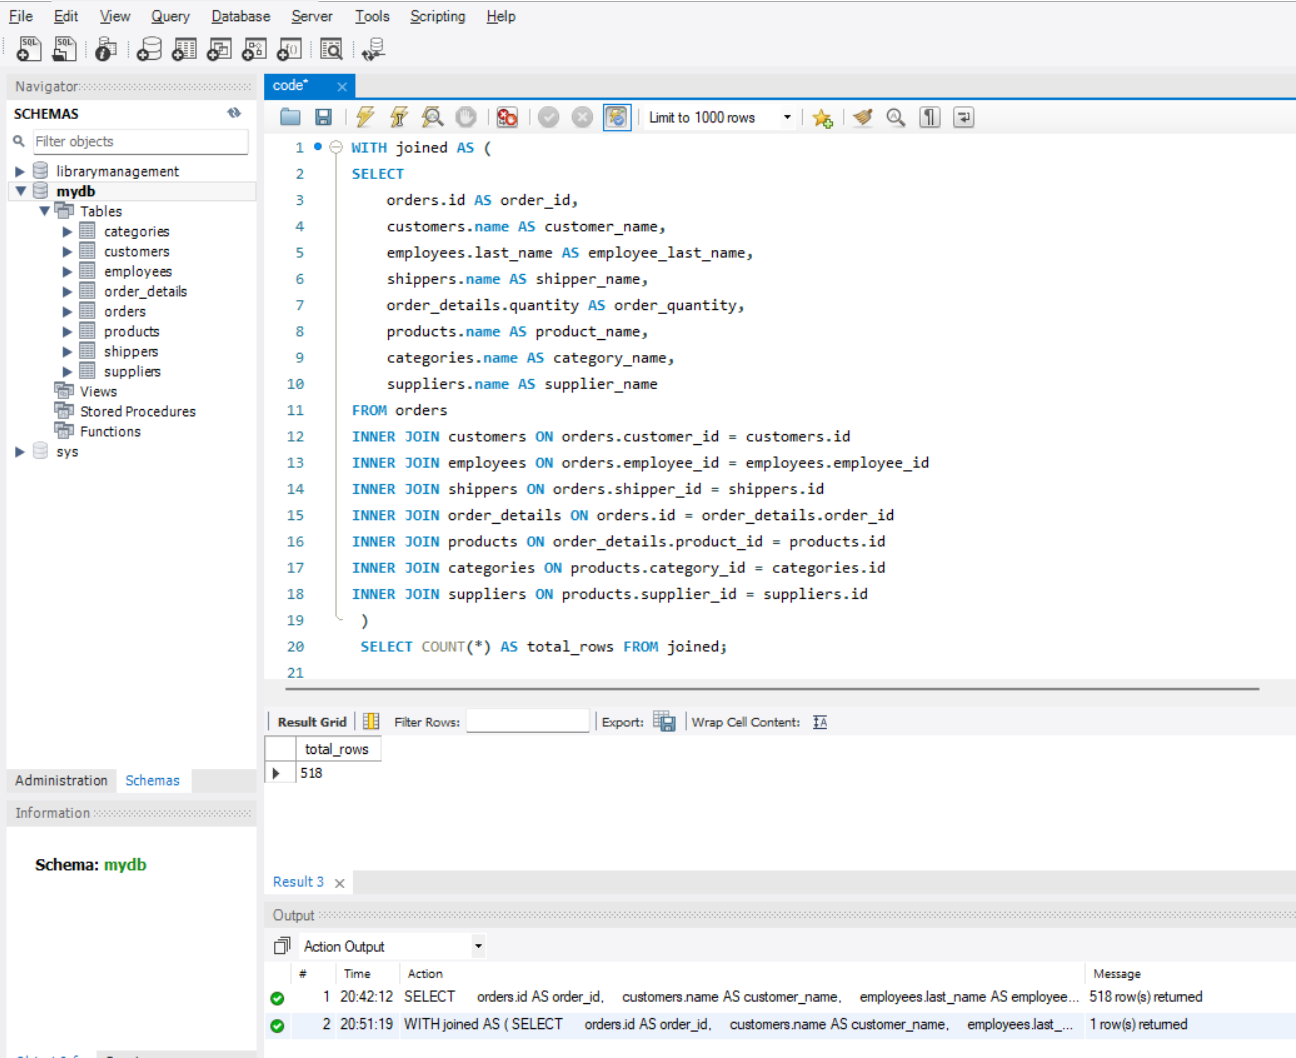 File Edit View Query Database Server Tools Scripting Help
Navigator
SCHEMAS
Filter objects
librarymanagement
mydb
Tables
categories
customers
employees
order_details
orders
products
shippers
suppliers
Views
Stored Procedures
Functions
sys
Administration Schemas
Information
Schema: mydb
code*
Limit to 1000 rows
1 WITH joined AS (
2 SELECT
3 orders.id AS order_id,
4 customers.name AS customer_name,
5 employees.last_name AS employee_last_name,
6 shippers.name AS shipper_name,
7 order_details.quantity AS order_quantity,
8 products.name AS product_name,
9 categories.name AS category_name,
10 suppliers.name AS supplier_name
11 FROM orders
12 INNER JOIN customers ON orders.customer_id = customers.id
13 INNER JOIN employees ON orders.employee_id = employees.employee_id
14 INNER JOIN shippers ON orders.shipper_id = shippers.id
15 INNER JOIN order_details ON orders.id = order_details.order_id
16 INNER JOIN products ON order_details.product_id = products.id
17 INNER JOIN categories ON products.category_id = categories.id
18 INNER JOIN suppliers ON products.supplier_id = suppliers.id
19 )
20 SELECT COUNT(*) AS total_rows FROM joined;
21
Result Grid Filter Rows: Export: Wrap Cell Content:
total_rows
518
Result 3
Output
Action Output
# Time Action Message
1 20:42:12 SELECT orders.id AS order_id, customers.name AS customer_name, employees.last_name AS employee... 518 row(s) returned
2 20:51:19 WITH joined AS ( SELECT orders.id AS order_id, customers.name AS customer_name, employees.last_... 1 row(s) returned